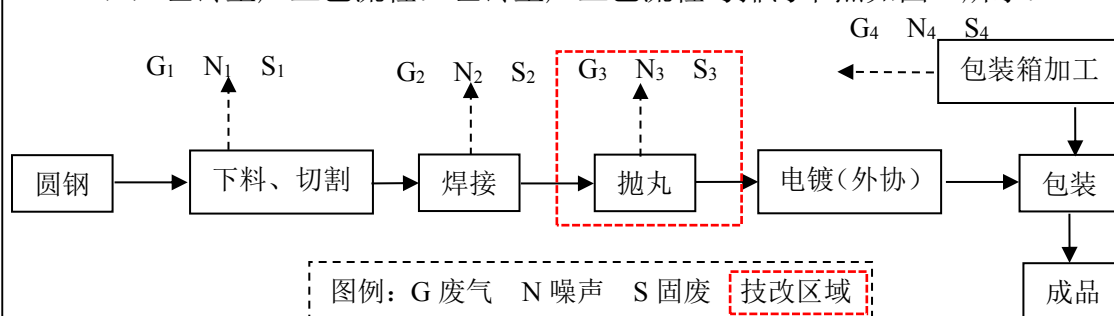 G4 N4 S4
G1 N1 S1
G2 N2 S2
G3 N3 S3
包装箱加工
圆钢
下料、切割
焊接
抛丸
电镀（外协）
包装
图例：G 废气 N 噪声 S 固废 技改区域
成品